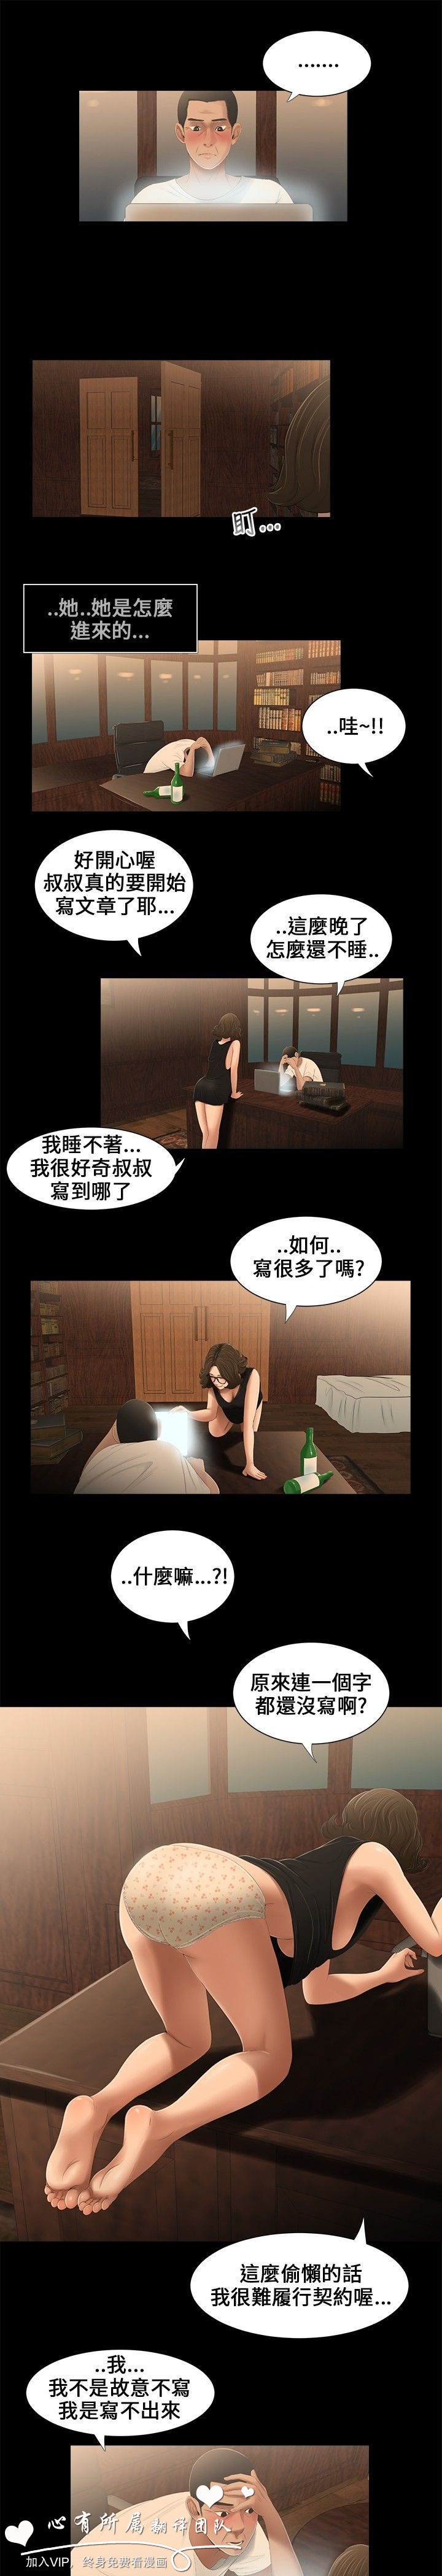 .......
盯...
..她..她是怎麼
進來的...
..哇~!!
好開心喔
叔叔真的要開始
寫文章了耶...
..這麼晚了
怎麼還不睡..
我睡不著...
我很好奇叔叔
寫到哪了
..如何..
寫很多了嗎?
..什麼嘛...?!
原來連一個字
都還沒寫啊?
這麼偷懶的話
我很難履行契約喔...
..我...
我不是故意不寫
我是寫不出來
心有所属翻译团队
加入VIP，终身免费看漫画